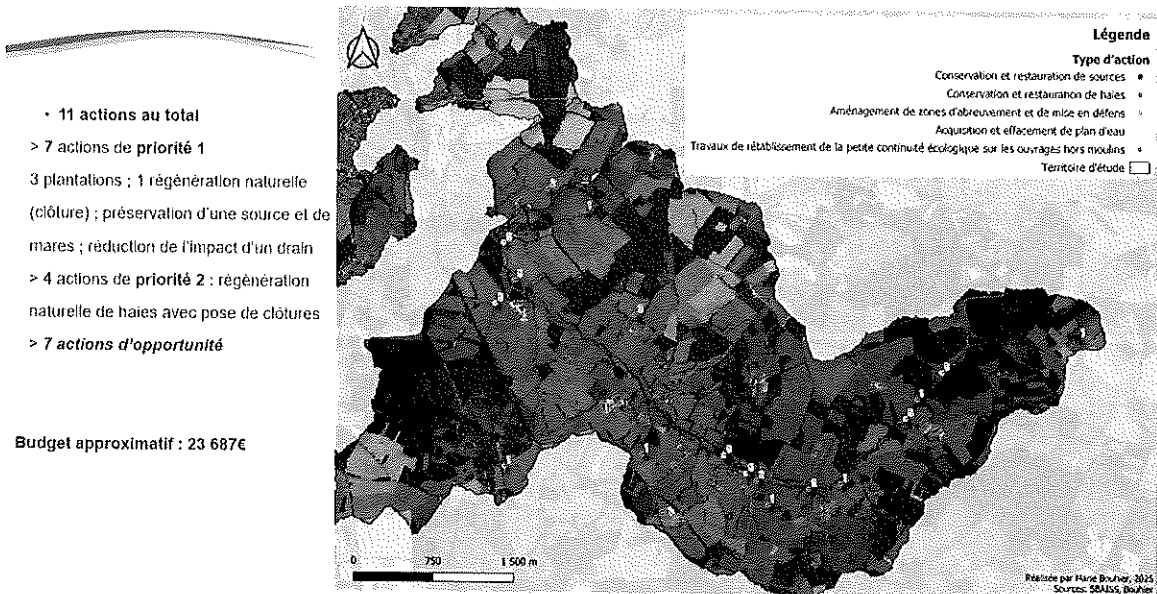 • 11 actions au total
> 7 actions de priorité 1
3 plantations ; 1 régénération naturelle
(clôture) ; préservation d'une source et de
mares ; réduction de l'impact d'un drain
> 4 actions de priorité 2 : régénération
naturelle de haies avec pose de clôtures
> 7 actions d'opportunité
Budget approximatif : 23 687€
Légende
Type d'action
Conservation et restauration de sources
Conservation et restauration de haies
Aménagement de zones d'abreuvement et de mise en défens
Acquisition et effacement de plan d'eau
Travaux de rétablissement de la petite continuité écologique sur les ouvrages hors moulins
Territoire d'étude
0 750 1 500 m
Réalisée par Marie Bouhier, 2025
Sources: SBAISS, Bouhier